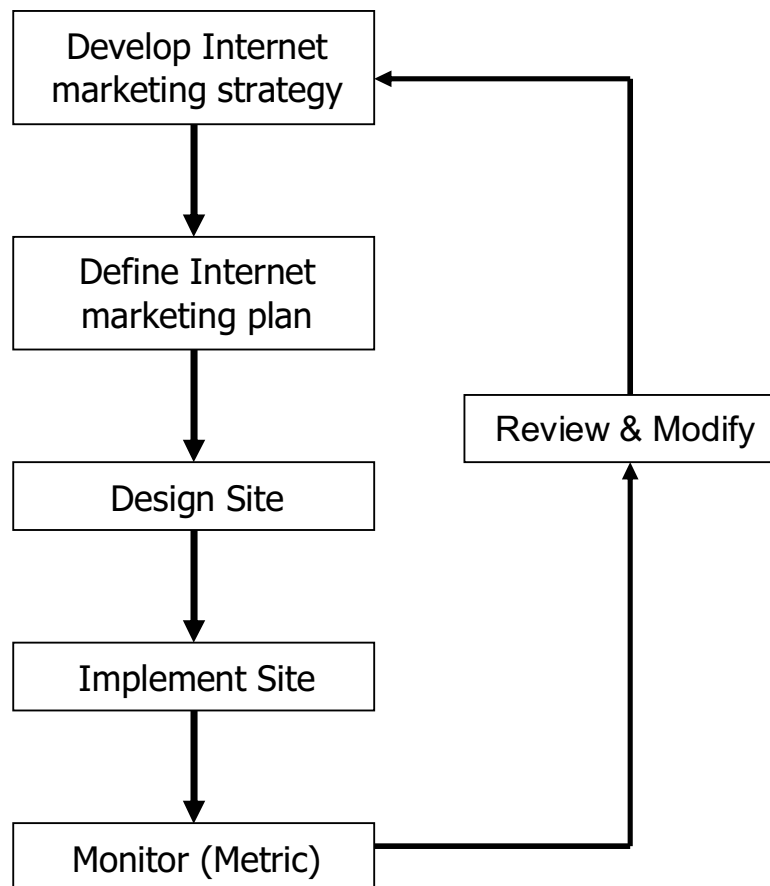 Develop Internet
marketing strategy
Define Internet
marketing plan
Review & Modify
Design Site
Implement Site
Monitor (Metric)